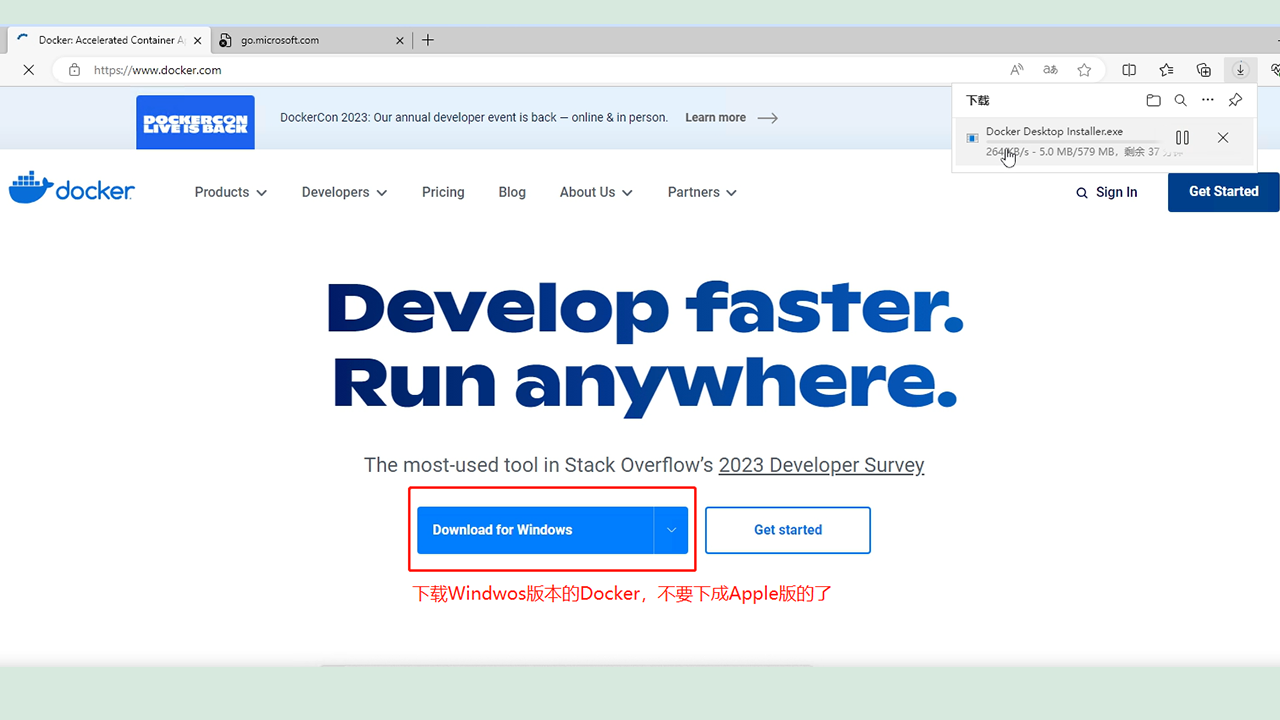 Docker: Accelerated Container A
go.microsoft.com
https://www.docker.com
下载
Docker Desktop Installer.exe
264 KB/s - 5.0 MB/579 MB，剩余 37 分钟
DOCKERCON
LIVE IS BACK
DockerCon 2023: Our annual developer event is back — online & in person.
Learn more
docker
Products
Developers
Pricing
Blog
About Us
Partners
Sign In
Get Started
Develop faster.
Run anywhere.
The most-used tool in Stack Overflow’s 2023 Developer Survey
Download for Windows
Get started
下载Windwos版本的Docker，不要下成Apple版的了